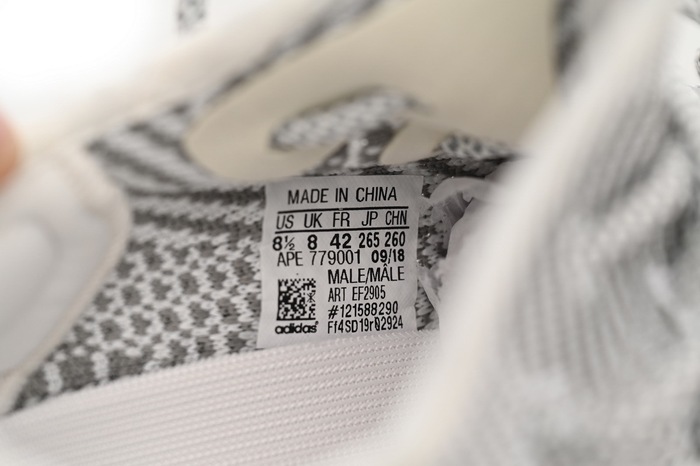 MADE IN CHINA
US UK FR JP CHN
8½ 8 42 265 260
APE 779001 09/18
MALE/MÂLE
ART EF2905
#121588290
Ff4SD19rQ2924
adidas